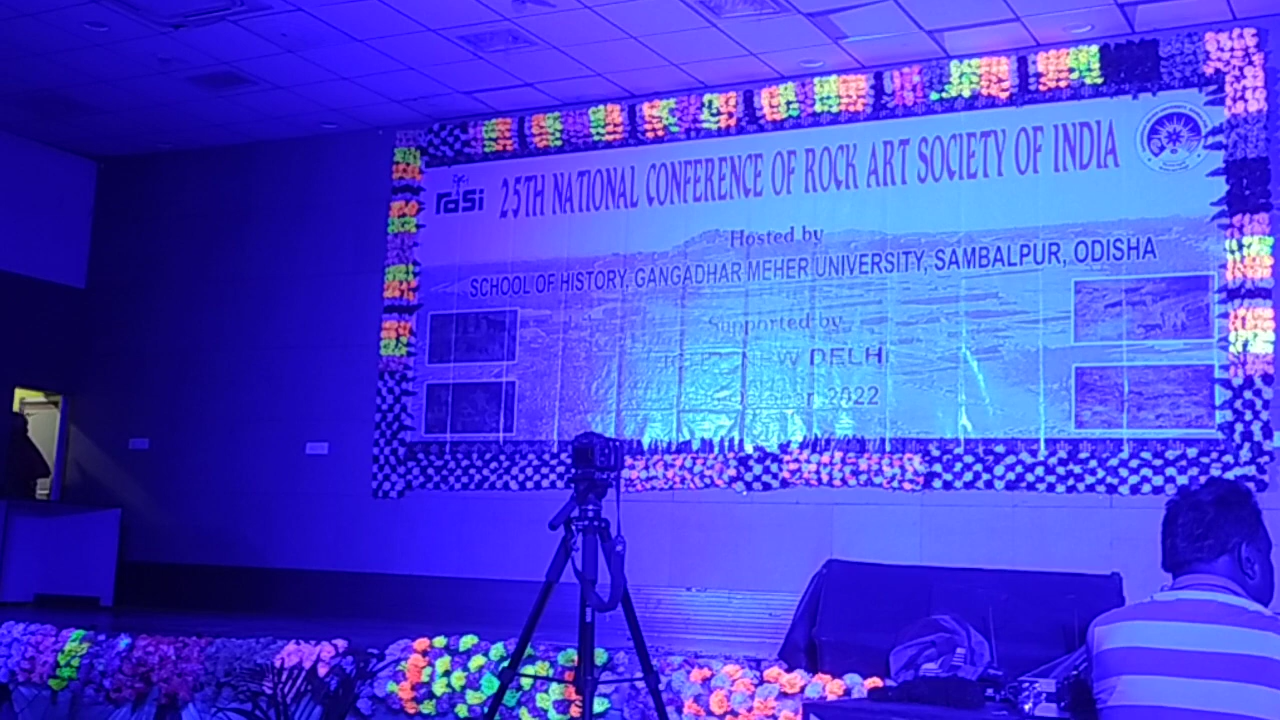 rasi
25TH NATIONAL CONFERENCE OF ROCK ART SOCIETY OF INDIA
Hosted by
SCHOOL OF HISTORY, GANGADHAR MEHER UNIVERSITY, SAMBALPUR, ODISHA
Supported by
NEW DELHI
2022